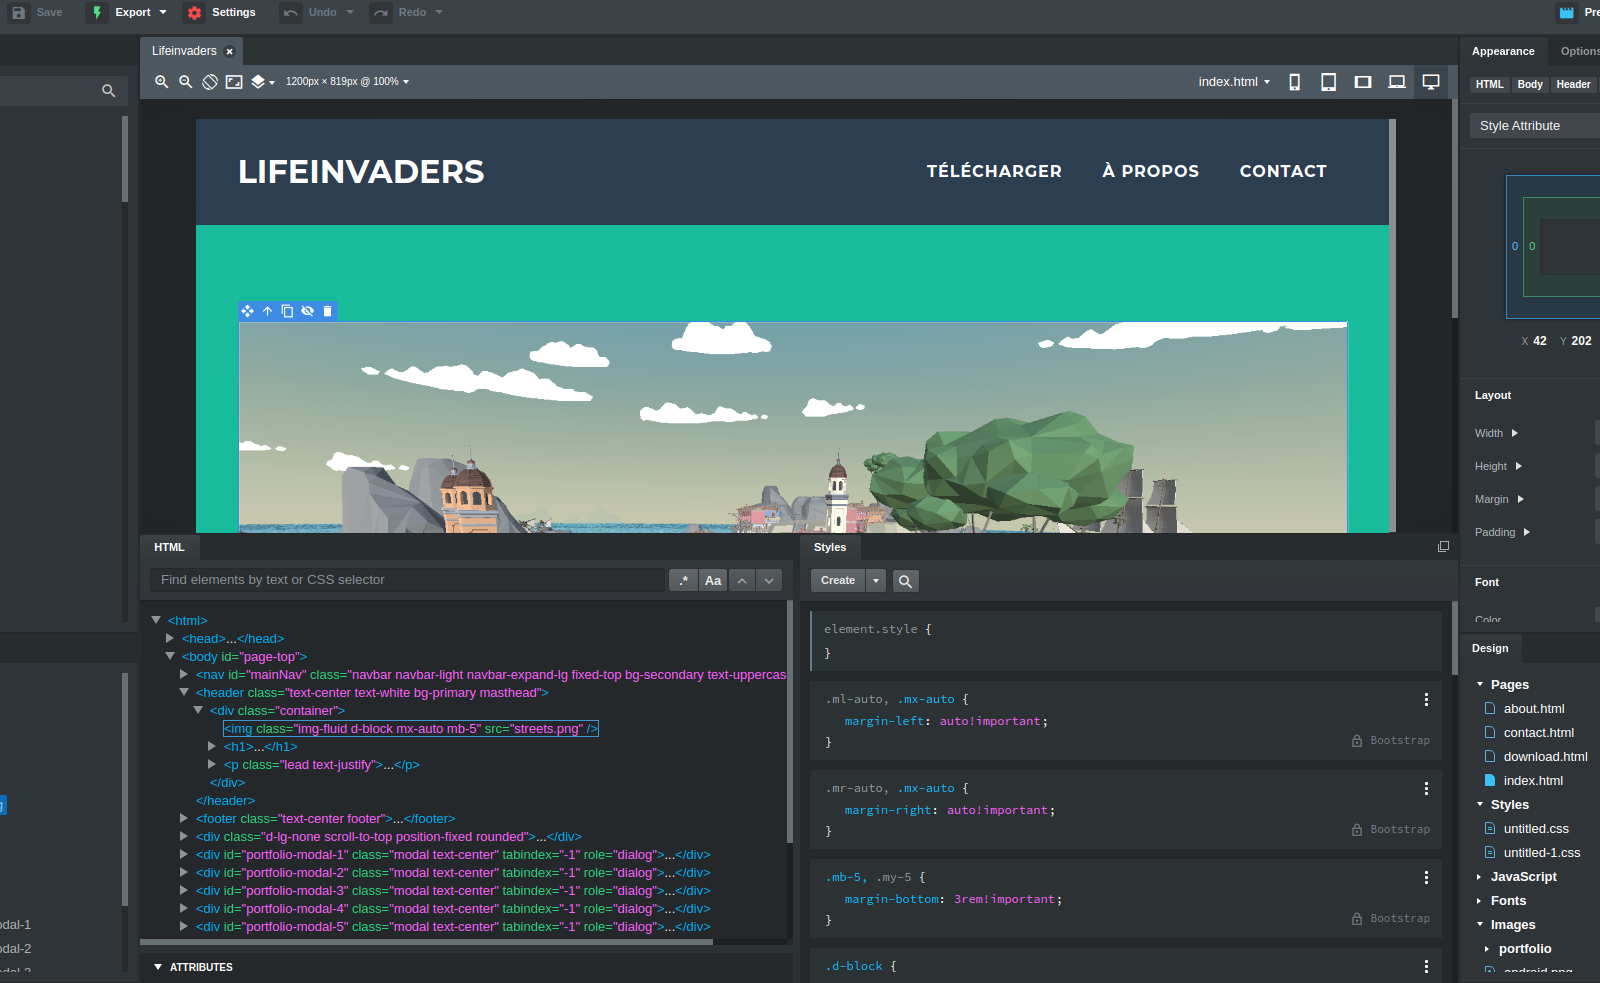 Save Export Settings Undo Redo
Lifeinvaders
Appearance Options
1200px × 819px @ 100% index.html
HTML Body Header
Style Attribute
LIFEINVADERS TÉLÉCHARGER À PROPOS CONTACT
0 0
X 42 Y 202
Layout
Width
Height
Margin
Padding
Font
Color
HTML
Find elements by text or CSS selector .* Aa
<html>
<head>...</head>
<body id="page-top">
<nav id="mainNav" class="navbar navbar-light navbar-expand-lg fixed-top bg-secondary text-uppercas
<header class="text-center text-white bg-primary masthead">
<div class="container">
<img class="img-fluid d-block mx-auto mb-5" src="streets.png" />
<h1>...</h1>
<p class="lead text-justify">...</p>
</div>
</header>
<footer class="text-center footer">...</footer>
<div class="d-lg-none scroll-to-top position-fixed rounded">...</div>
<div id="portfolio-modal-1" class="modal text-center" tabindex="-1" role="dialog">...</div>
<div id="portfolio-modal-2" class="modal text-center" tabindex="-1" role="dialog">...</div>
<div id="portfolio-modal-3" class="modal text-center" tabindex="-1" role="dialog">...</div>
<div id="portfolio-modal-4" class="modal text-center" tabindex="-1" role="dialog">...</div>
<div id="portfolio-modal-5" class="modal text-center" tabindex="-1" role="dialog">...</div>
ATTRIBUTES
odal-1
odal-2
Styles
Create
element.style {
}
.ml-auto, .mx-auto {
margin-left: auto!important;
}
Bootstrap
.mr-auto, .mx-auto {
margin-right: auto!important;
}
Bootstrap
.mb-5, .my-5 {
margin-bottom: 3rem!important;
}
Bootstrap
.d-block {
Design
Pages
about.html
contact.html
download.html
index.html
Styles
untitled.css
untitled-1.css
JavaScript
Fonts
Images
portfolio
android.png